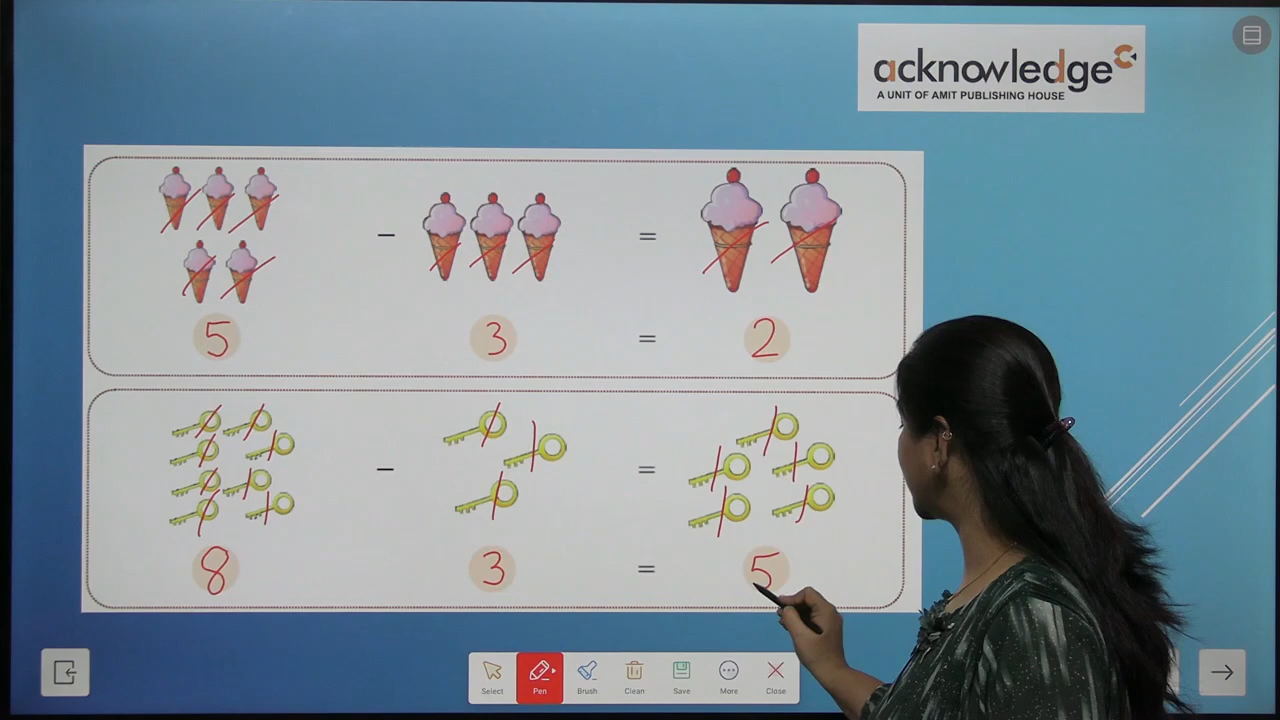 acknowledge
A UNIT OF AMIT PUBLISHING HOUSE
− =
5 3 = 2
− =
8 3 = 5
Select Pen Brush Clean Save More Close